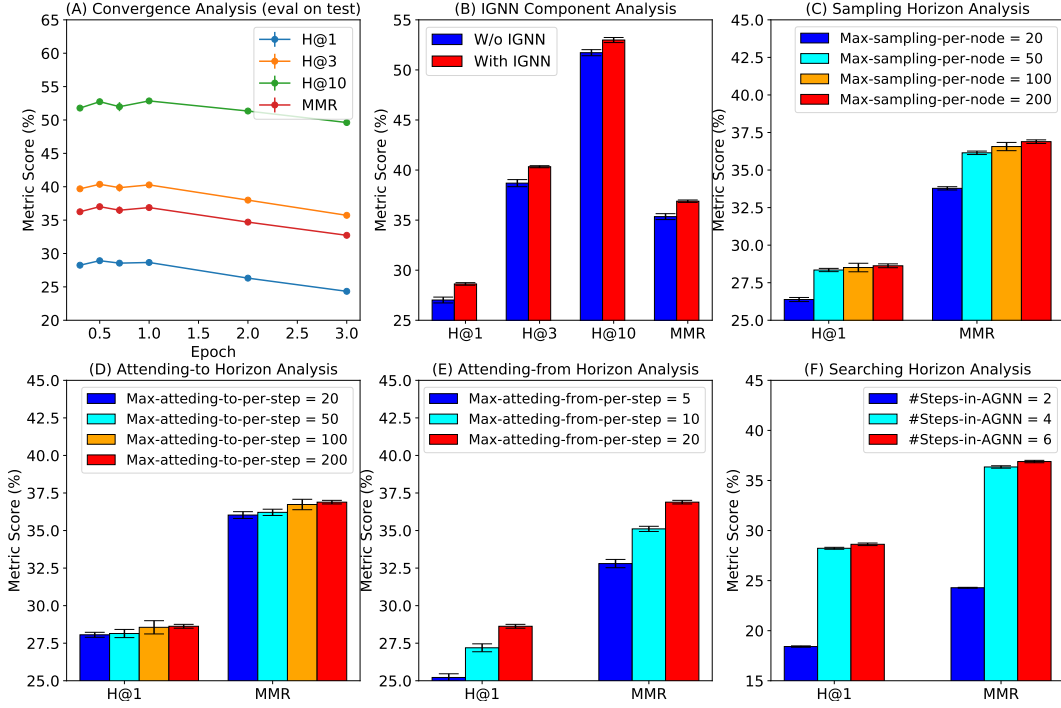 (A) Convergence Analysis (eval on test)
65
60
55
50
45
40
35
30
25
20
Metric Score (%)
H@1
H@3
H@10
MMR
0.5 1.0 1.5 2.0 2.5 3.0
Epoch
(B) IGNN Component Analysis
55
50
45
40
35
30
25
Metric Score (%)
W/o IGNN
With IGNN
H@1 H@3 H@10 MMR
(C) Sampling Horizon Analysis
45.0
42.5
40.0
37.5
35.0
32.5
30.0
27.5
25.0
Metric Score (%)
Max-sampling-per-node = 20
Max-sampling-per-node = 50
Max-sampling-per-node = 100
Max-sampling-per-node = 200
H@1 MMR
(D) Attending-to Horizon Analysis
45.0
42.5
40.0
37.5
35.0
32.5
30.0
27.5
25.0
Metric Score (%)
Max-atteding-to-per-step = 20
Max-atteding-to-per-step = 50
Max-atteding-to-per-step = 100
Max-atteding-to-per-step = 200
H@1 MMR
(E) Attending-from Horizon Analysis
45.0
42.5
40.0
37.5
35.0
32.5
30.0
27.5
25.0
Metric Score (%)
Max-atteding-from-per-step = 5
Max-atteding-from-per-step = 10
Max-atteding-from-per-step = 20
H@1 MMR
(F) Searching Horizon Analysis
45
40
35
30
25
20
15
Metric Score (%)
#Steps-in-AGNN = 2
#Steps-in-AGNN = 4
#Steps-in-AGNN = 6
H@1 MMR